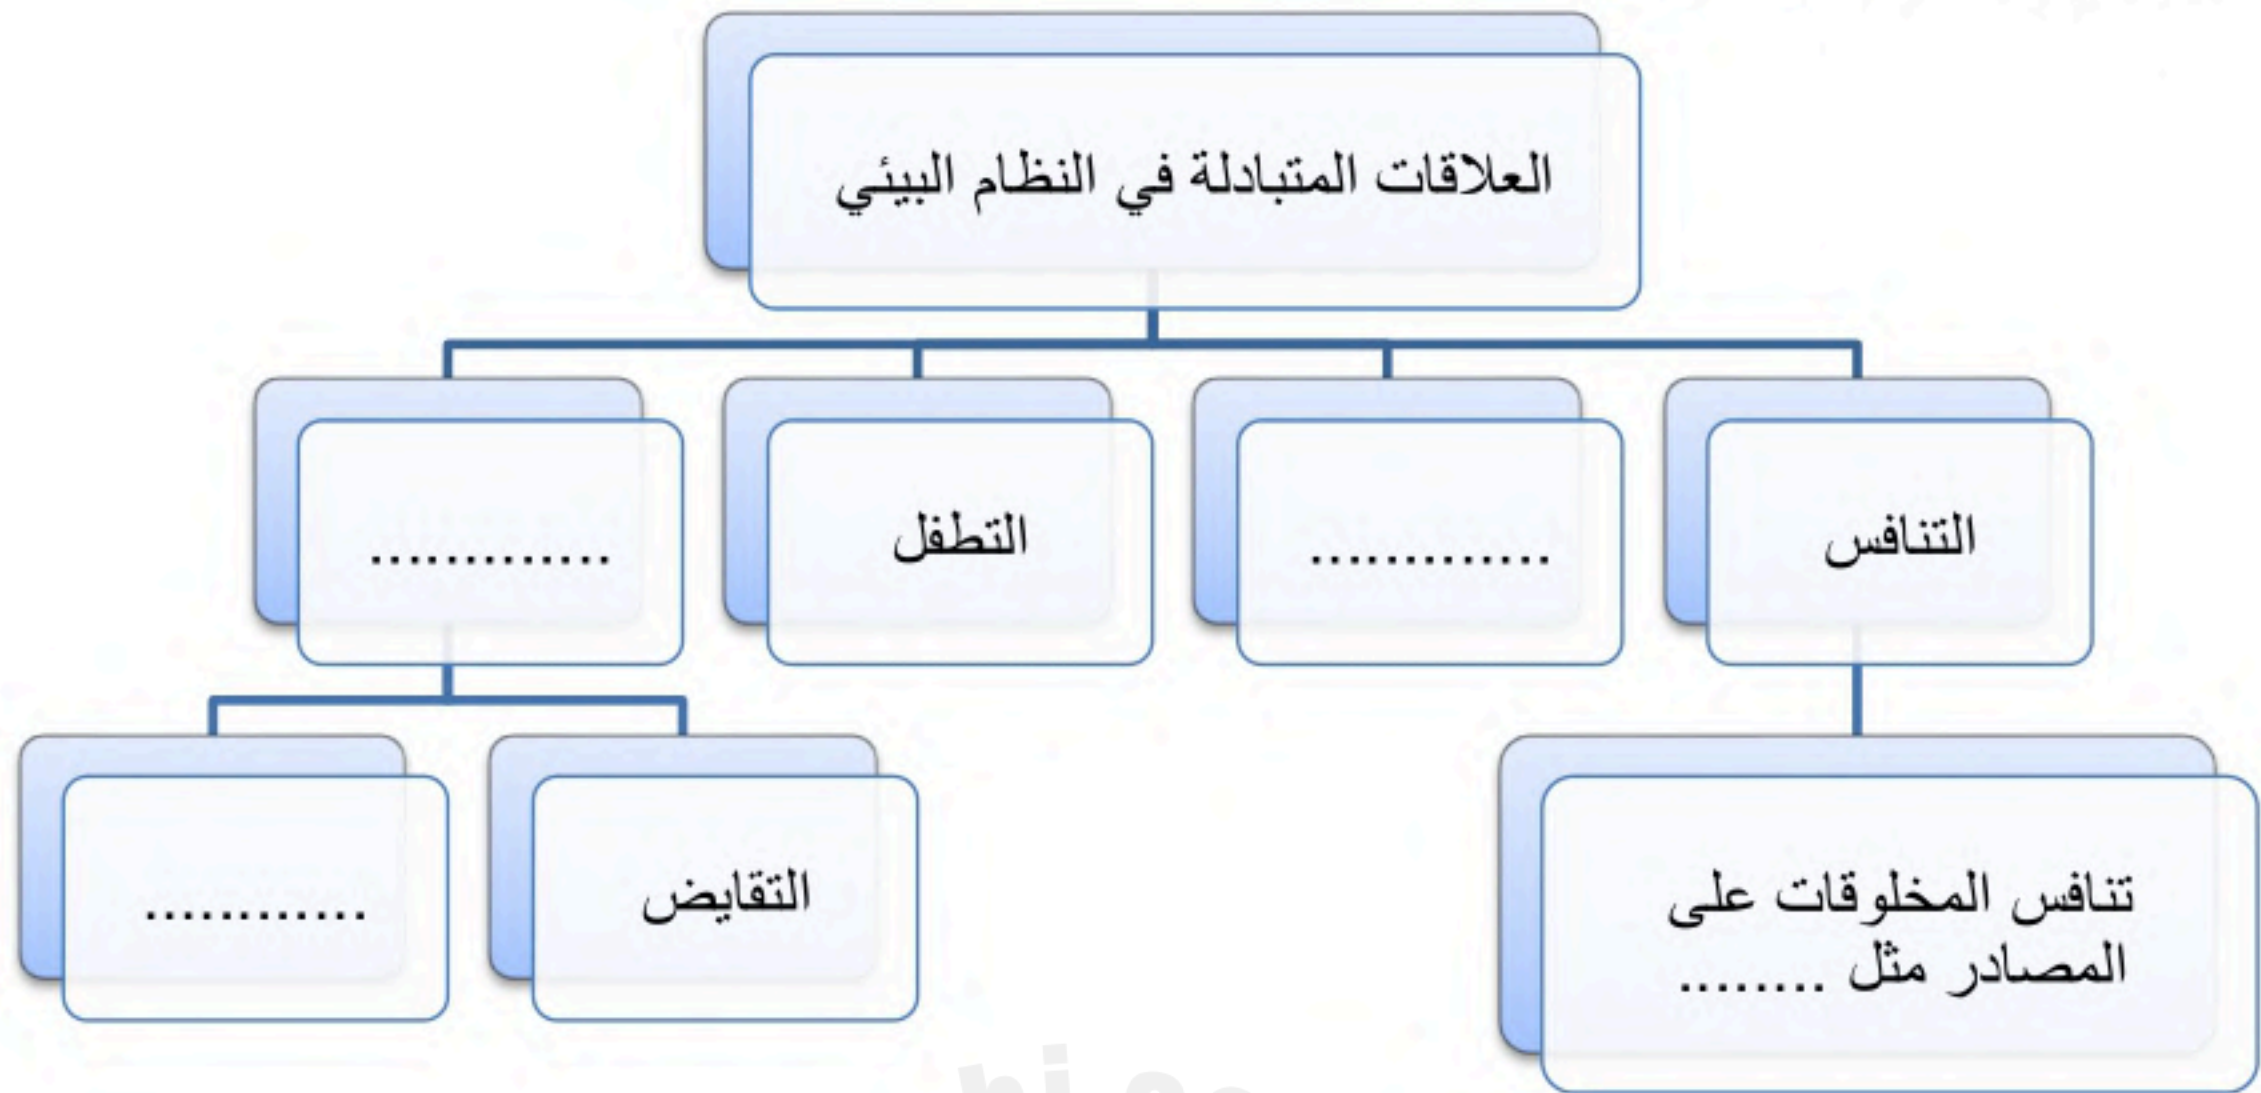 العلاقات المتبادلة في النظام البيئي
التنافس
.............
التطفل
.............
تنافس المخلوقات على
المصادر مثل ........
التقايض
............